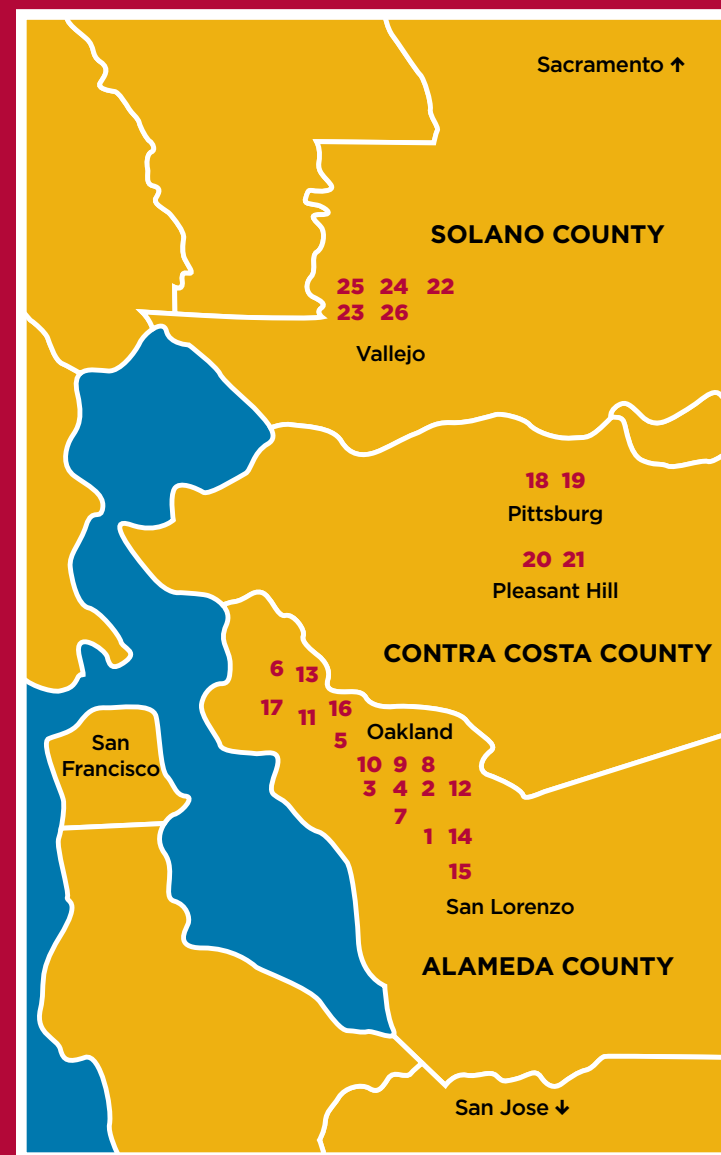 Sacramento ↑
SOLANO COUNTY
25 24 22
23 26
Vallejo
18 19
Pittsburg
20 21
Pleasant Hill
CONTRA COSTA COUNTY
6 13
17 11 16
Oakland
5
San
Francisco
10 9 8
3 4 2 12
7
1 14
15
San Lorenzo
ALAMEDA COUNTY
San Jose ↓